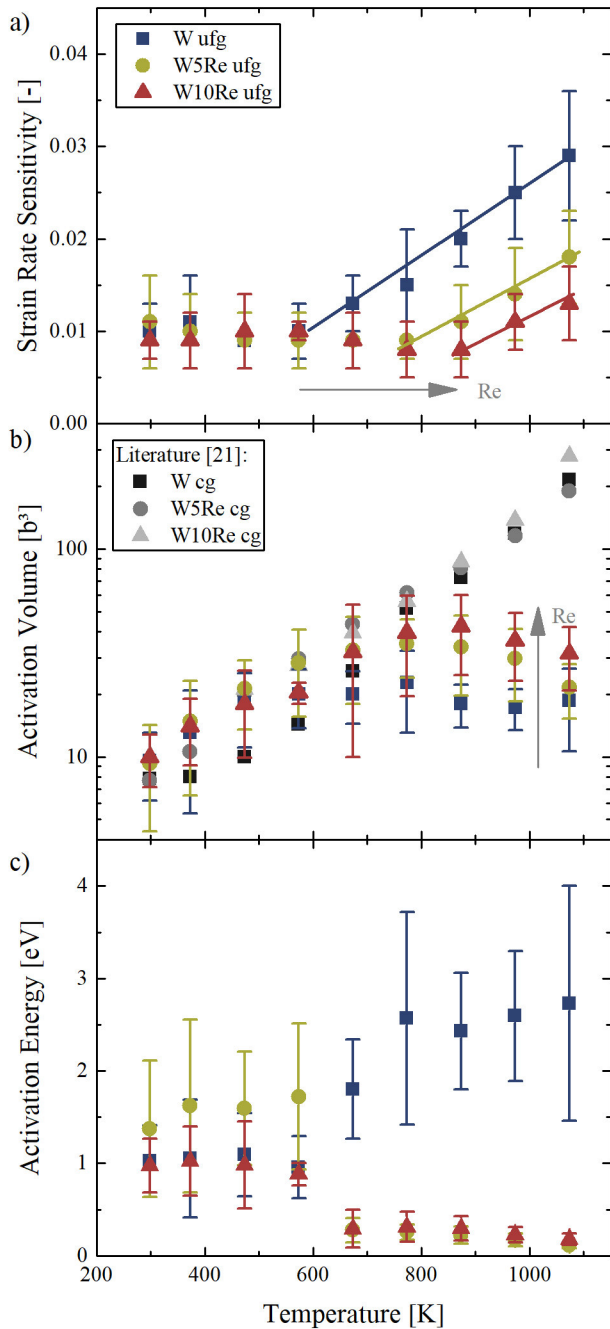 a)
0.04
0.03
0.02
0.01
0.00
Strain Rate Sensitivity [-]
W ufg
W5Re ufg
W10Re ufg
Re
b)
Literature [21]:
W cg
W5Re cg
W10Re cg
100
10
Activation Volume [b³]
Re
c)
4
3
2
1
0
Activation Energy [eV]
200 400 600 800 1000
Temperature [K]